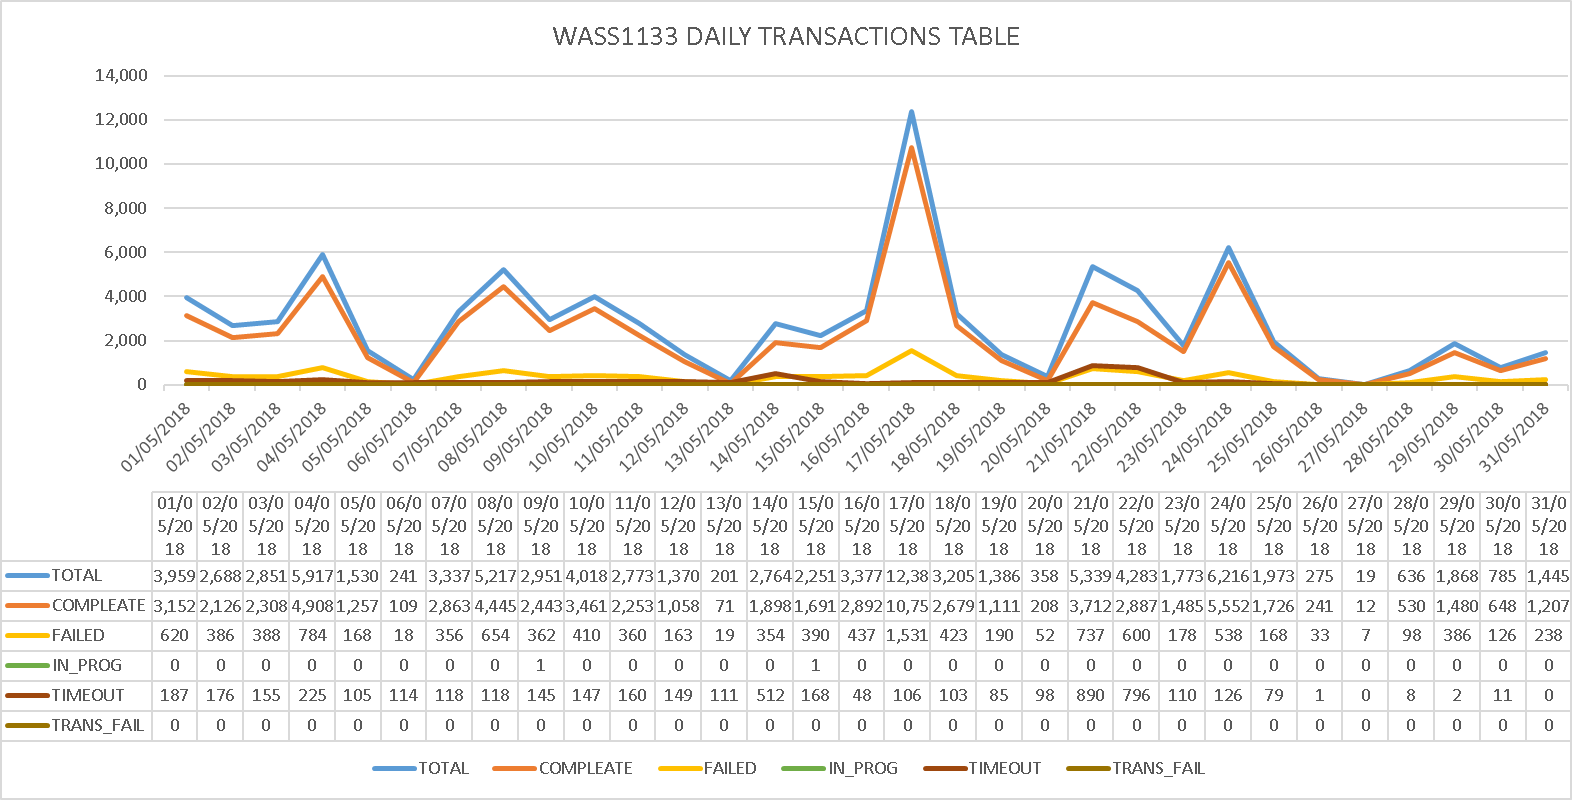 WASS1133 DAILY TRANSACTIONS TABLE
14,000
12,000
10,000
8,000
6,000
4,000
2,000
0
01/05/2018 02/05/2018 03/05/2018 04/05/2018 05/05/2018 06/05/2018 07/05/2018 08/05/2018 09/05/2018 10/05/2018 11/05/2018 12/05/2018 13/05/2018 14/05/2018 15/05/2018 16/05/2018 17/05/2018 18/05/2018 19/05/2018 20/05/2018 21/05/2018 22/05/2018 23/05/2018 24/05/2018 25/05/2018 26/05/2018 27/05/2018 28/05/2018 29/05/2018 30/05/2018 31/05/2018
01/0 02/0 03/0 04/0 05/0 06/0 07/0 08/0 09/0 10/0 11/0 12/0 13/0 14/0 15/0 16/0 17/0 18/0 19/0 20/0 21/0 22/0 23/0 24/0 25/0 26/0 27/0 28/0 29/0 30/0 31/0
5/20 5/20 5/20 5/20 5/20 5/20 5/20 5/20 5/20 5/20 5/20 5/20 5/20 5/20 5/20 5/20 5/20 5/20 5/20 5/20 5/20 5/20 5/20 5/20 5/20 5/20 5/20 5/20 5/20 5/20 5/20
18 18 18 18 18 18 18 18 18 18 18 18 18 18 18 18 18 18 18 18 18 18 18 18 18 18 18 18 18 18 18
TOTAL 3,959 2,688 2,851 5,917 1,530 241 3,337 5,217 2,951 4,018 2,773 1,370 201 2,764 2,251 3,377 12,38 3,205 1,386 358 5,339 4,283 1,773 6,216 1,973 275 19 636 1,868 785 1,445
COMPLEATE 3,152 2,126 2,308 4,908 1,257 109 2,863 4,445 2,443 3,461 2,253 1,058 71 1,898 1,691 2,892 10,75 2,679 1,111 208 3,712 2,887 1,485 5,552 1,726 241 12 530 1,480 648 1,207
FAILED 620 386 388 784 168 18 356 654 362 410 360 163 19 354 390 437 1,531 423 190 52 737 600 178 538 168 33 7 98 386 126 238
IN_PROG 0 0 0 0 0 0 0 0 1 0 0 0 0 0 1 0 0 0 0 0 0 0 0 0 0 0 0 0 0 0 0
TIMEOUT 187 176 155 225 105 114 118 118 145 147 160 149 111 512 168 48 106 103 85 98 890 796 110 126 79 1 0 8 2 11 0
TRANS_FAIL 0 0 0 0 0 0 0 0 0 0 0 0 0 0 0 0 0 0 0 0 0 0 0 0 0 0 0 0 0 0 0
TOTAL COMPLEATE FAILED IN_PROG TIMEOUT TRANS_FAIL